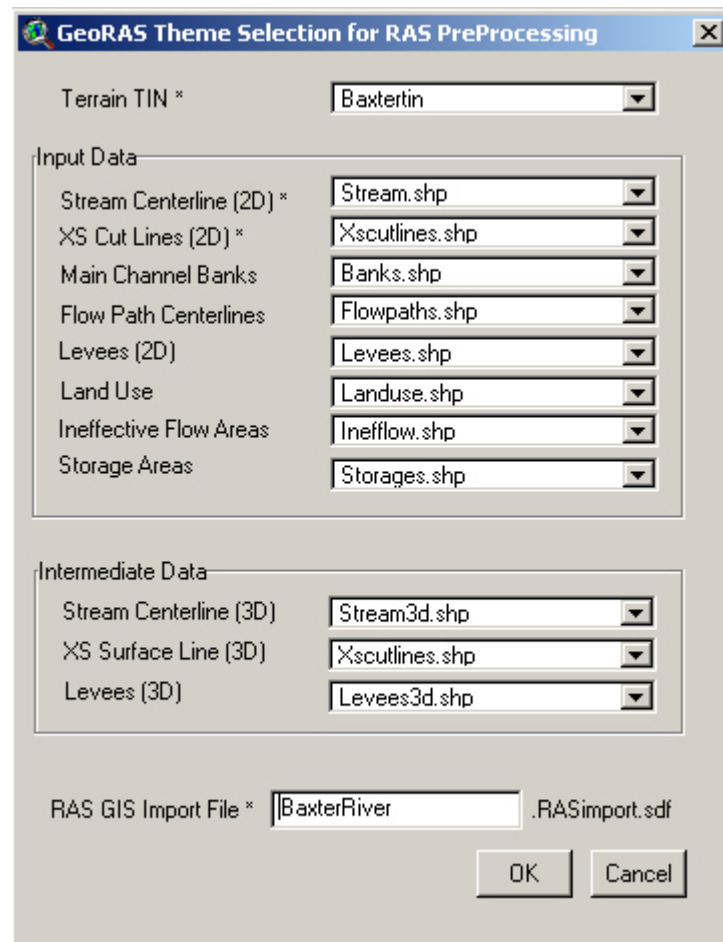 GeoRAS Theme Selection for RAS PreProcessing
Terrain TIN * Baxtertin
Input Data
Stream Centerline (2D) * Stream.shp
XS Cut Lines (2D) * Xscutlines.shp
Main Channel Banks Banks.shp
Flow Path Centerlines Flowpaths.shp
Levees (2D) Levees.shp
Land Use Landuse.shp
Ineffective Flow Areas Inefflow.shp
Storage Areas Storages.shp
Intermediate Data
Stream Centerline (3D) Stream3d.shp
XS Surface Line (3D) Xscutlines.shp
Levees (3D) Levees3d.shp
RAS GIS Import File * BaxterRiver .RASimport.sdf
OK Cancel